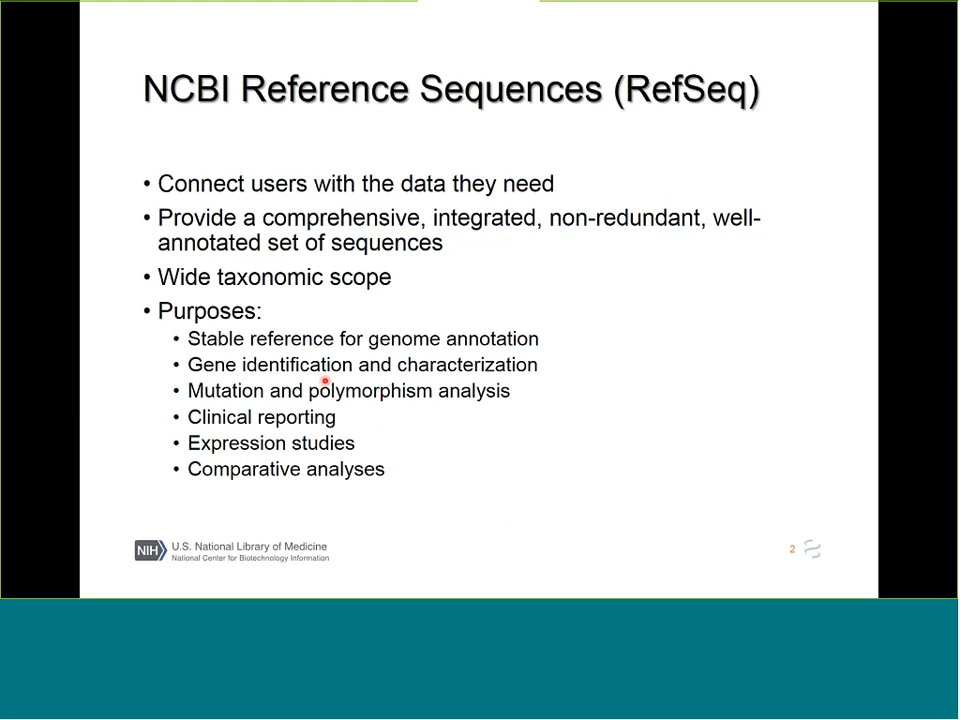 NCBI Reference Sequences (RefSeq)
• Connect users with the data they need
• Provide a comprehensive, integrated, non-redundant, well-
annotated set of sequences
• Wide taxonomic scope
• Purposes:
• Stable reference for genome annotation
• Gene identification and characterization
• Mutation and polymorphism analysis
• Clinical reporting
• Expression studies
• Comparative analyses
NIH U.S. National Library of Medicine
National Center for Biotechnology Information
2